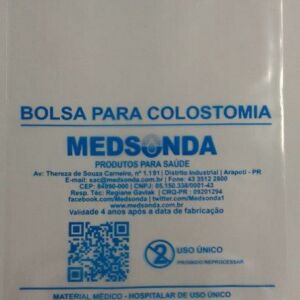 BOLSA PARA COLOSTOMIA
MEDSONDA
PRODUTOS PARA SAÚDE
Av: Thereza de Souza Carneiro, nº 1.191 | Distrito Industrial | Arapoti - PR
E-mail: sac@medsonda.com.br | Fone: 43 3512 2800
CEP: 84990-000 | CNPJ: 05.150.338/0001-43
Resp. Téc: Regiane Gavlak | CRQ-PR : 09201294
facebook.com/Medsonda | twitter.com/Medsonda1
www.medsonda.com.br
Validade 4 anos após a data de fabricação
2 USO ÚNICO
PROIBIDO REPROCESSAR
MATERIAL MÉDICO - HOSPITALAR DE USO ÚNICO